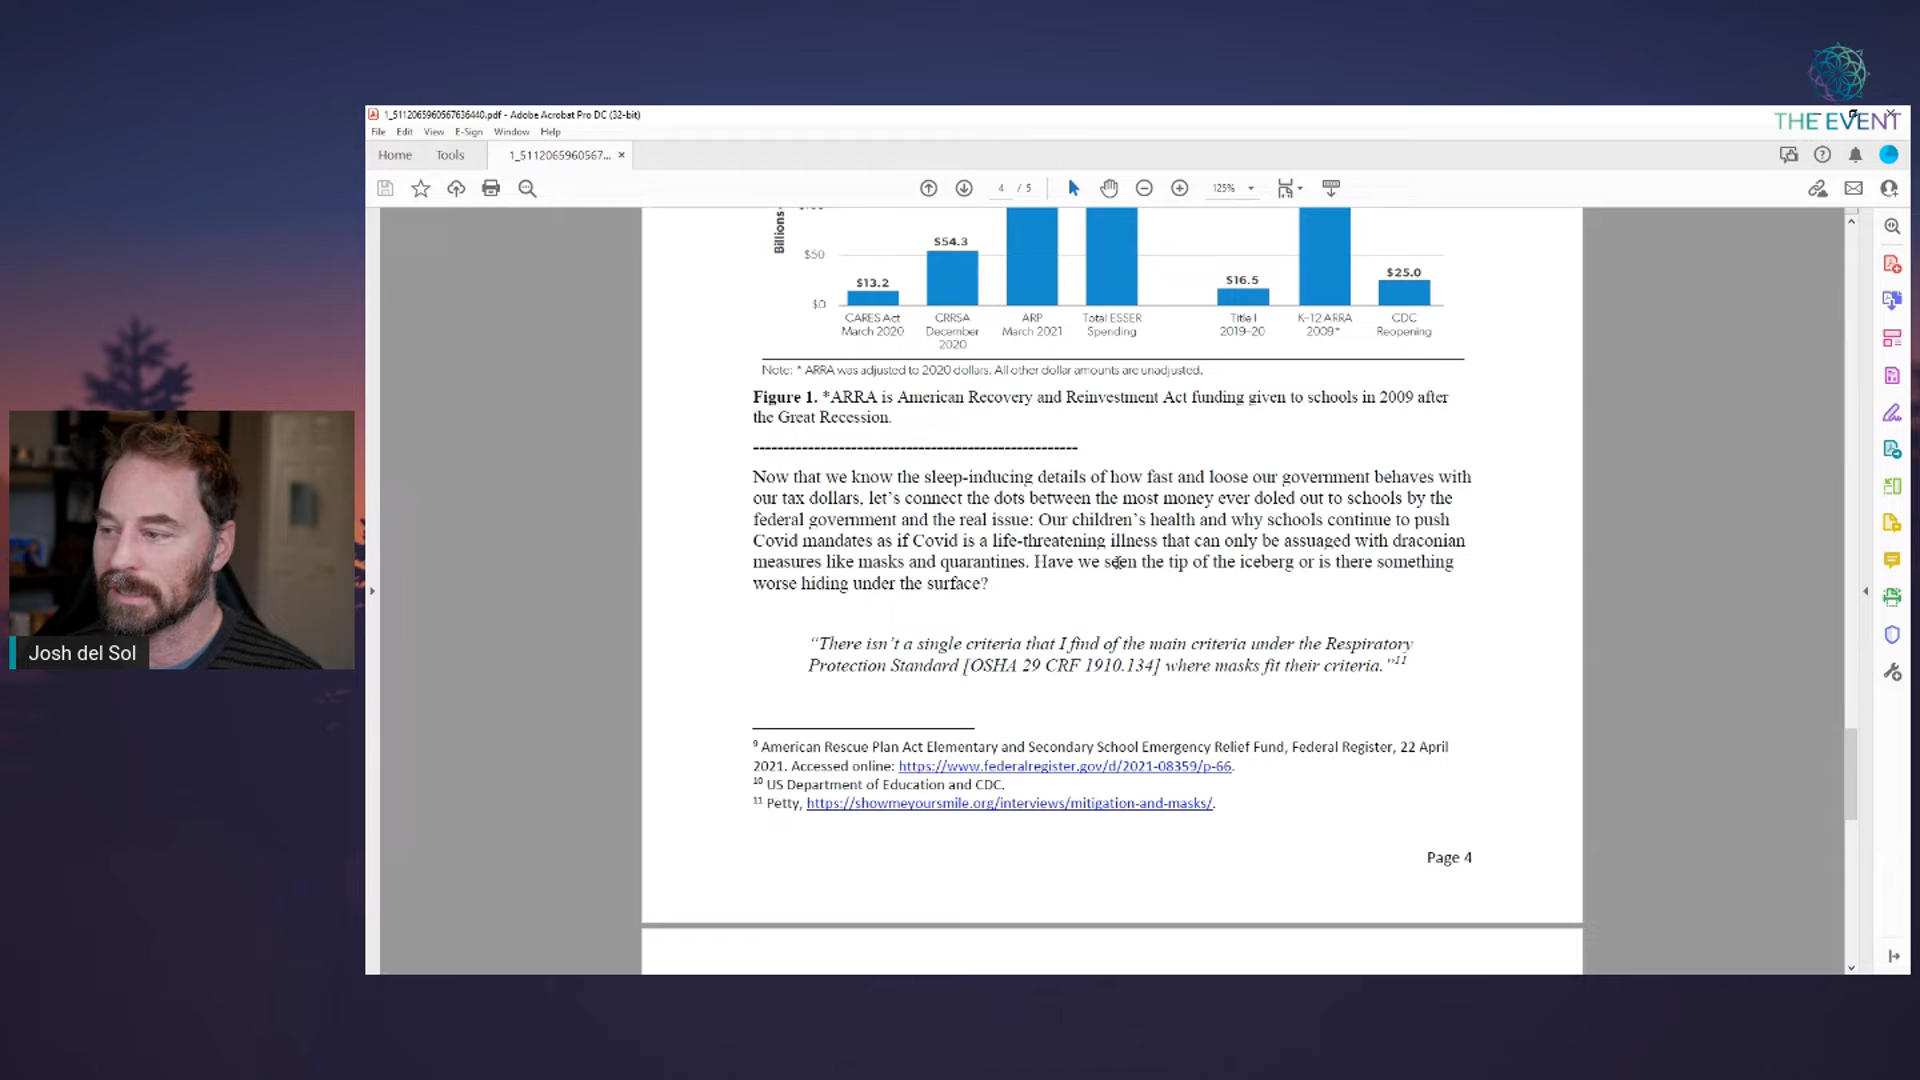 THE EVENT
1_5112065960567636440.pdf - Adobe Acrobat Pro DC (32-bit)
File Edit View E-Sign Window Help
Home Tools 1_5112065960567... ×
4 / 5 125%
Billions
$50
$0
$13.2
$54.3
$16.5
$25.0
CARES Act
March 2020
CRRSA
December
2020
ARP
March 2021
Total ESSER
Spending
Title I
2019–20
K–12 ARRA
2009*
CDC
Reopening
Note: * ARRA was adjusted to 2020 dollars. All other dollar amounts are unadjusted.
Figure 1. *ARRA is American Recovery and Reinvestment Act funding given to schools in 2009 after
the Great Recession.
Now that we know the sleep-inducing details of how fast and loose our government behaves with
our tax dollars, let’s connect the dots between the most money ever doled out to schools by the
federal government and the real issue: Our children’s health and why schools continue to push
Covid mandates as if Covid is a life-threatening illness that can only be assuaged with draconian
measures like masks and quarantines. Have we seen the tip of the iceberg or is there something
worse hiding under the surface?
“There isn’t a single criteria that I find of the main criteria under the Respiratory
Protection Standard [OSHA 29 CRF 1910.134] where masks fit their criteria.”11
9 American Rescue Plan Act Elementary and Secondary School Emergency Relief Fund, Federal Register, 22 April
2021. Accessed online: https://www.federalregister.gov/d/2021-08359/p-66.
10 US Department of Education and CDC.
11 Petty, https://showmeyoursmile.org/interviews/mitigation-and-masks/.
Page 4
Josh del Sol